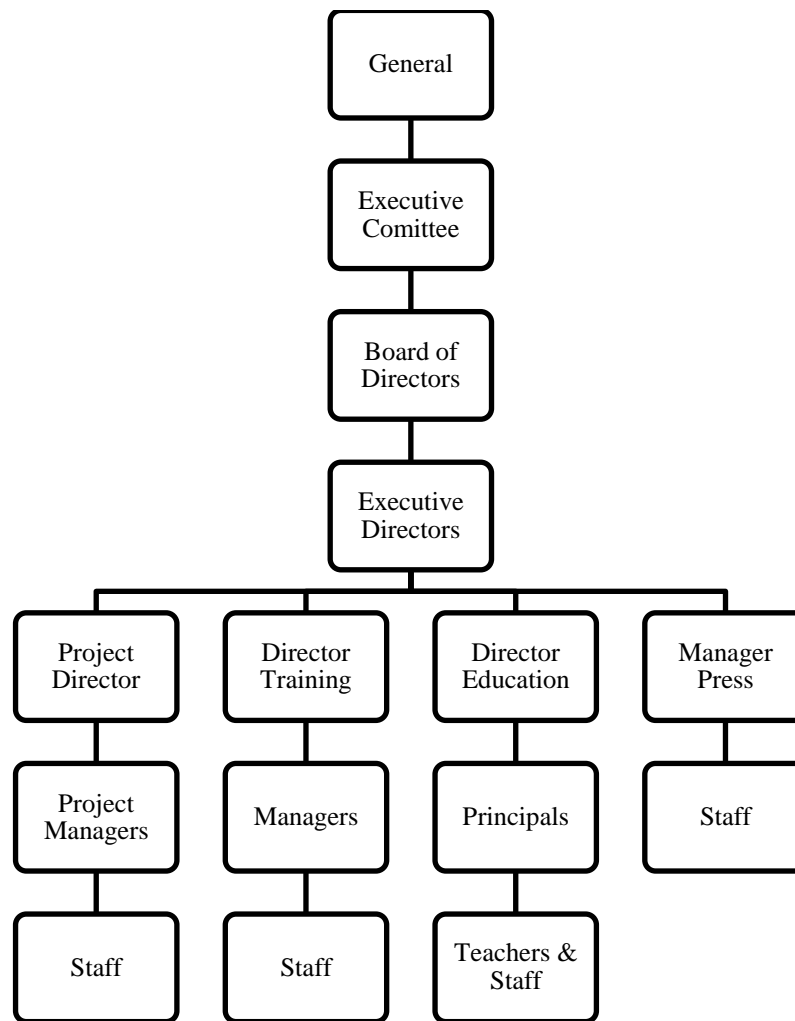 General
Executive
Comittee
Board of
Directors
Executive
Directors
Project
Director
Director
Training
Director
Education
Manager
Press
Project
Managers
Managers
Principals
Staff
Staff
Staff
Teachers &
Staff